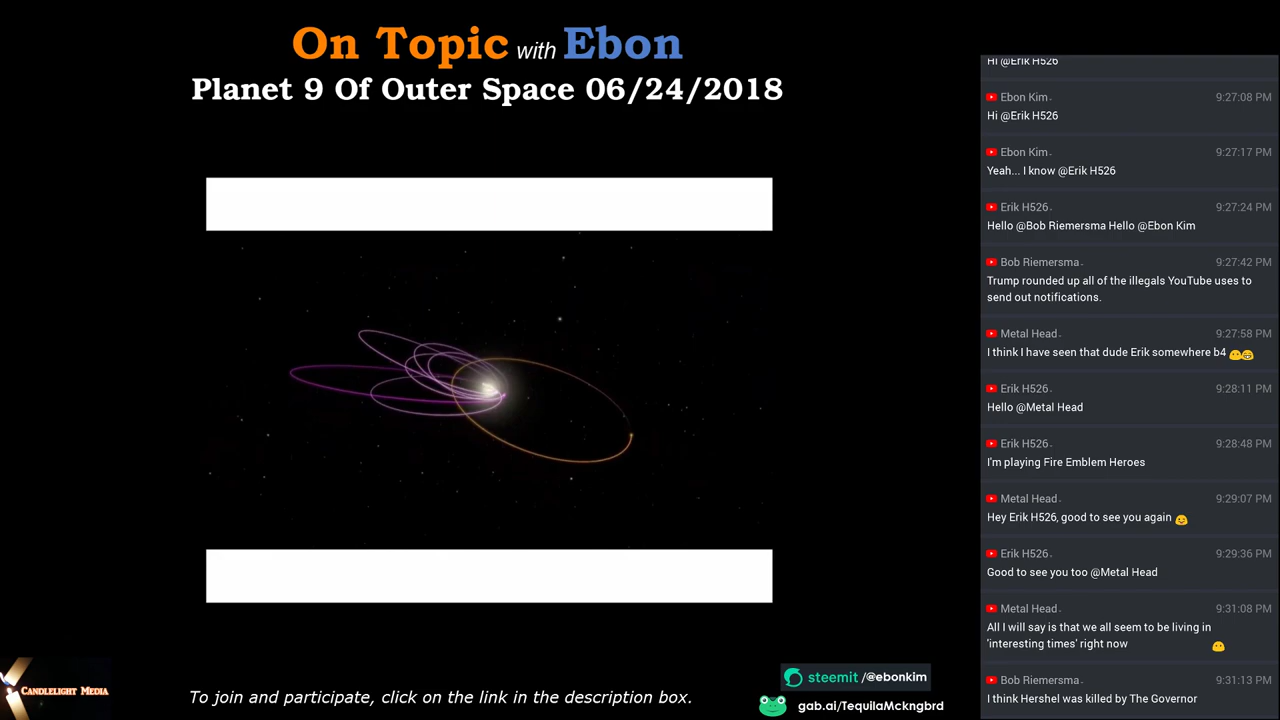 On Topic with Ebon
Planet 9 Of Outer Space 06/24/2018
Hi @Erik H526
Ebon Kim. 9:27:08 PM
Hi @Erik H526
Ebon Kim. 9:27:17 PM
Yeah... I know @Erik H526
Erik H526. 9:27:24 PM
Hello @Bob Riemersma Hello @Ebon Kim
Bob Riemersma. 9:27:42 PM
Trump rounded up all of the illegals YouTube uses to
send out notifications.
Metal Head. 9:27:58 PM
I think I have seen that dude Erik somewhere b4
Erik H526. 9:28:11 PM
Hello @Metal Head
Erik H526. 9:28:48 PM
I'm playing Fire Emblem Heroes
Metal Head. 9:29:07 PM
Hey Erik H526, good to see you again
Erik H526. 9:29:36 PM
Good to see you too @Metal Head
Metal Head. 9:31:08 PM
All I will say is that we all seem to be living in
'interesting times' right now
Bob Riemersma. 9:31:13 PM
I think Hershel was killed by The Governor
Candlelight Media
To join and participate, click on the link in the description box.
steemit /@ebonkim
gab.ai/TequilaMckngbrd